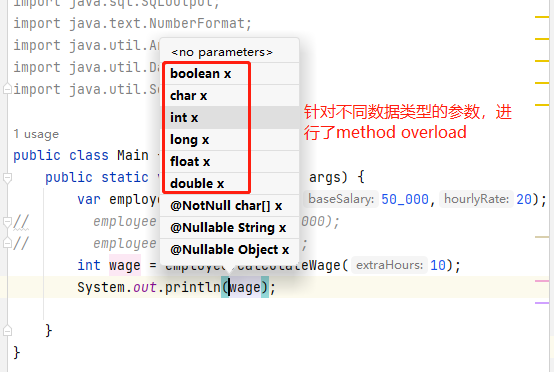 import java.sql.SQLOutput;
import java.text.NumberFormat;
import java.util.Ar
import java.util.Da
import java.util.S
<no parameters>
boolean x
char x
int x
long x
float x
double x
@NotNull char[] x
@Nullable String x
@Nullable Object x
针对不同数据类型的参数，进
行了method overload
1 usage
public class Main
public static v args) {
var employe baseSalary: 50_000, hourlyRate: 20);
// employee 000);
// employee ;
int wage = employee.calculateWage( extraHours: 10);
System.out.println(wage);
}
}